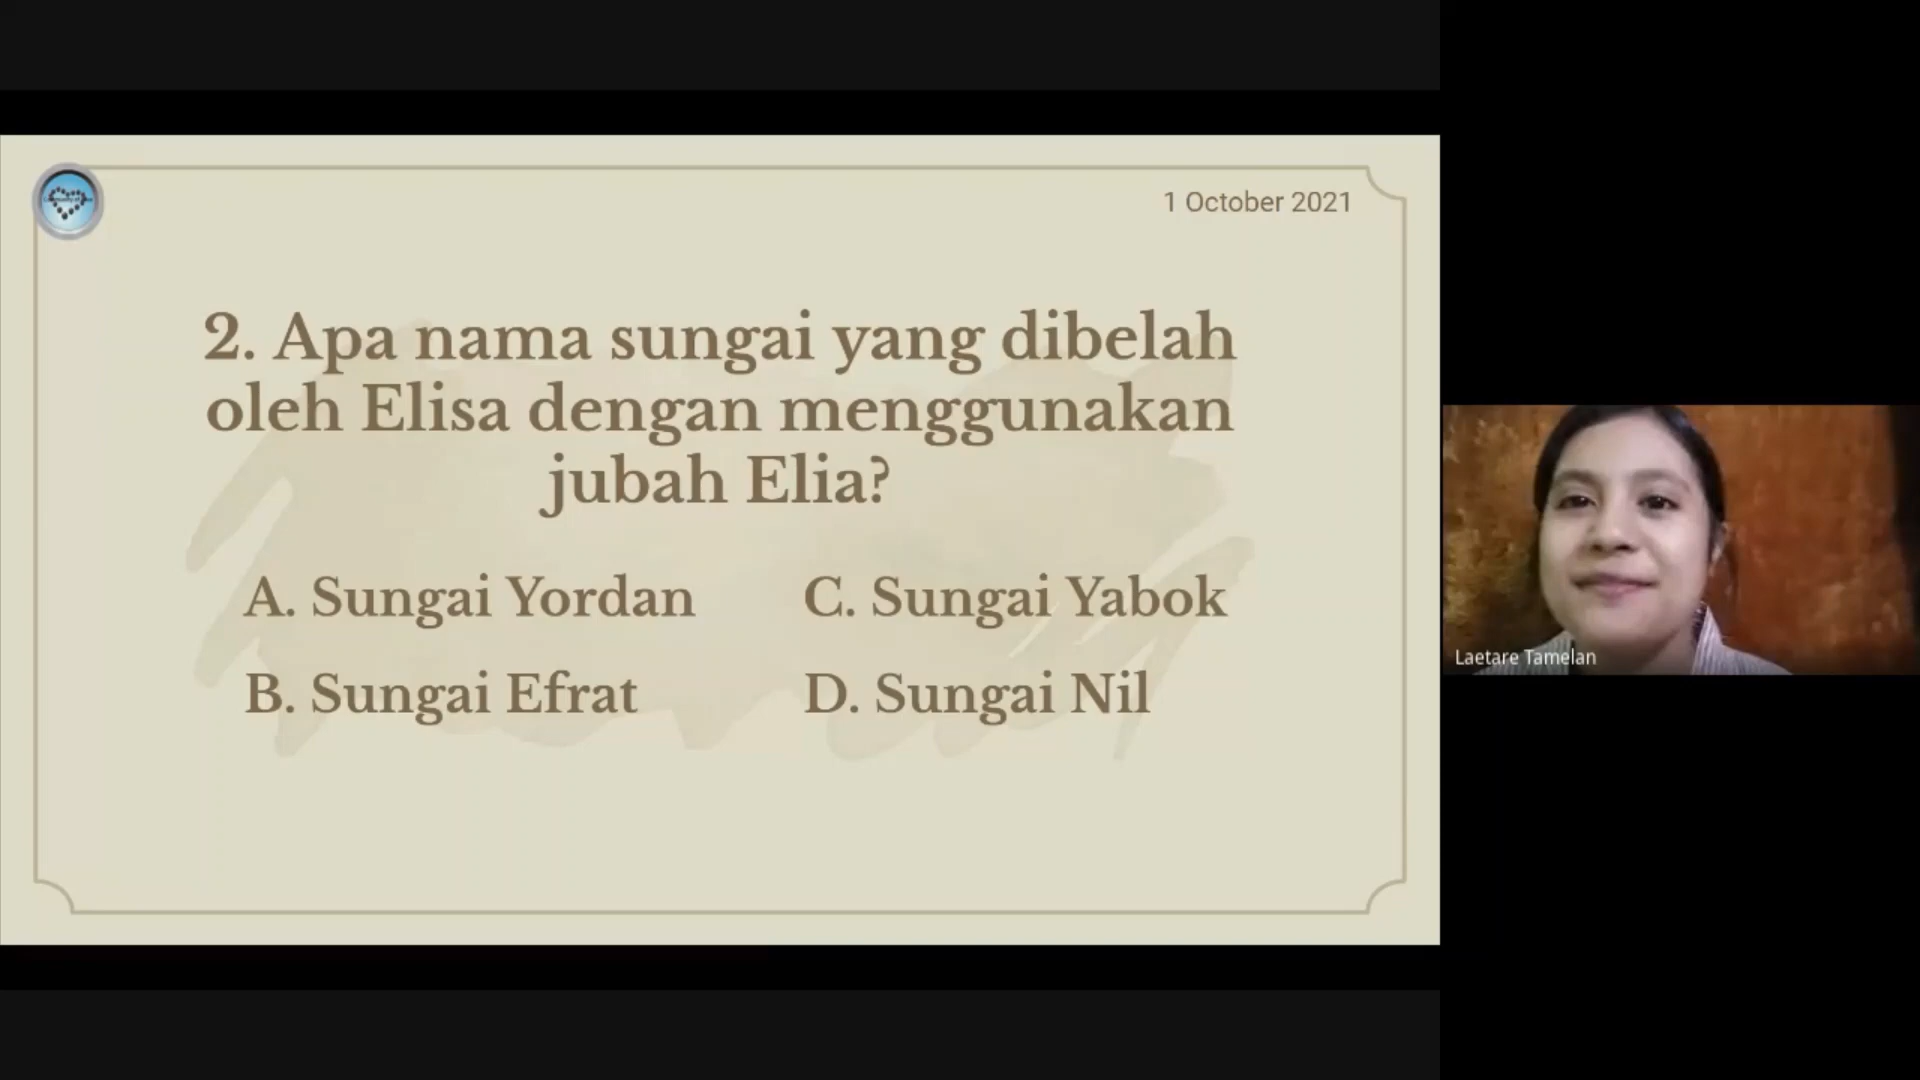 1 October 2021
2. Apa nama sungai yang dibelah
oleh Elisa dengan menggunakan
jubah Elia?
A. Sungai Yordan
B. Sungai Efrat
C. Sungai Yabok
D. Sungai Nil
Laetare Tamelan